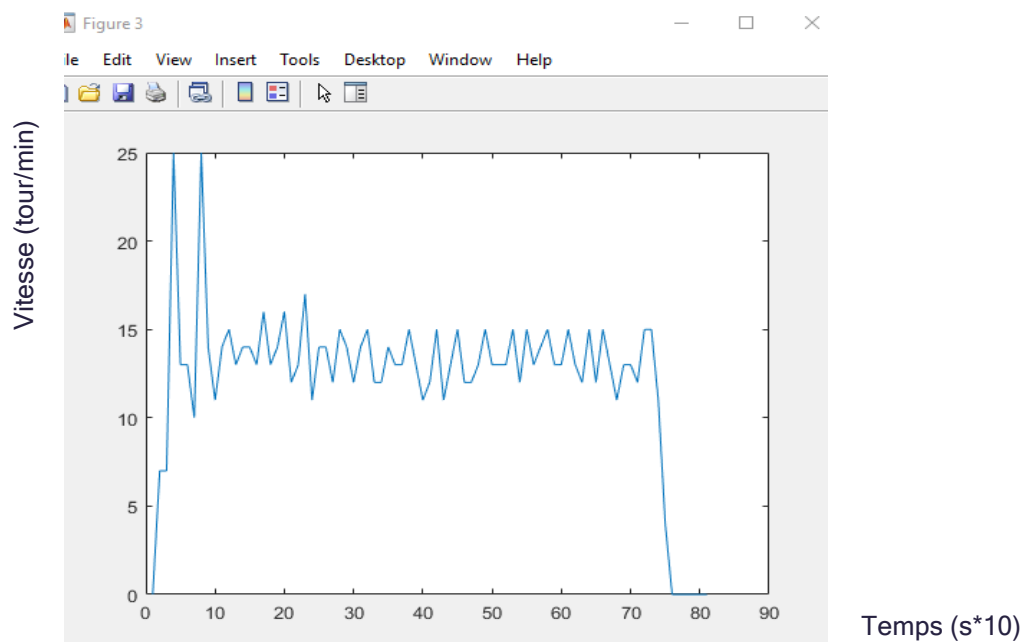 Figure 3
ile Edit View Insert Tools Desktop Window Help
Vitesse (tour/min)
25
20
15
10
5
0
0 10 20 30 40 50 60 70 80 90
Temps (s*10)